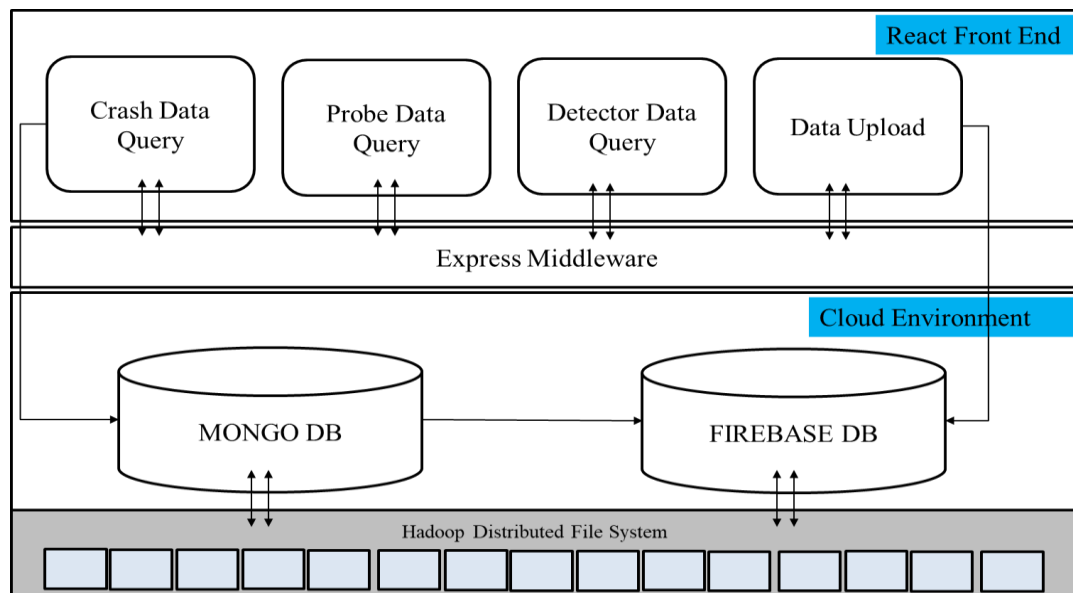 React Front End
Crash Data
Query
Probe Data
Query
Detector Data
Query
Data Upload
Express Middleware
Cloud Environment
MONGO DB
FIREBASE DB
Hadoop Distributed File System